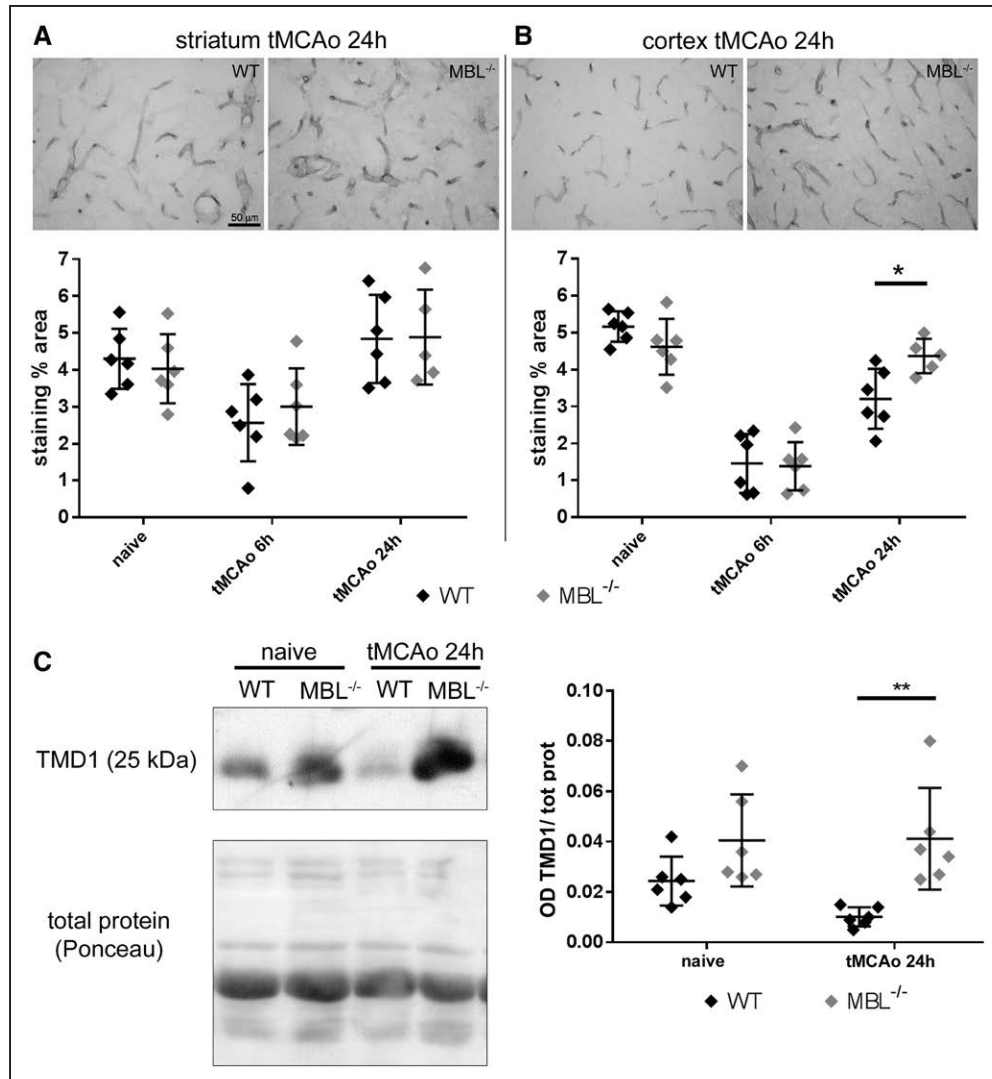 A
striatum tMCAo 24h
WT
MBL-/-
50 µm
7
6
5
4
3
2
1
0
staining % area
naive
tMCAo 6h
tMCAo 24h
B
cortex tMCAo 24h
WT
MBL-/-
*
7
6
5
4
3
2
1
0
staining % area
naive
tMCAo 6h
tMCAo 24h
WT
MBL-/-
C
naive tMCAo 24h
WT MBL-/- WT MBL-/-
TMD1 (25 kDa)
total protein
(Ponceau)
**
0.10
0.08
0.06
0.04
0.02
0.00
OD TMD1/ tot prot
naive
tMCAo 24h
WT
MBL-/-